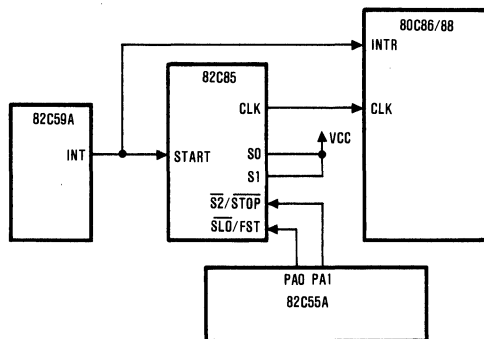 80C86/88
INTR
82C85
CLK
CLK
82C59A
VCC
INT
START
S0
S1
S2/STOP
SLO/FST
PA0 PA1
82C55A